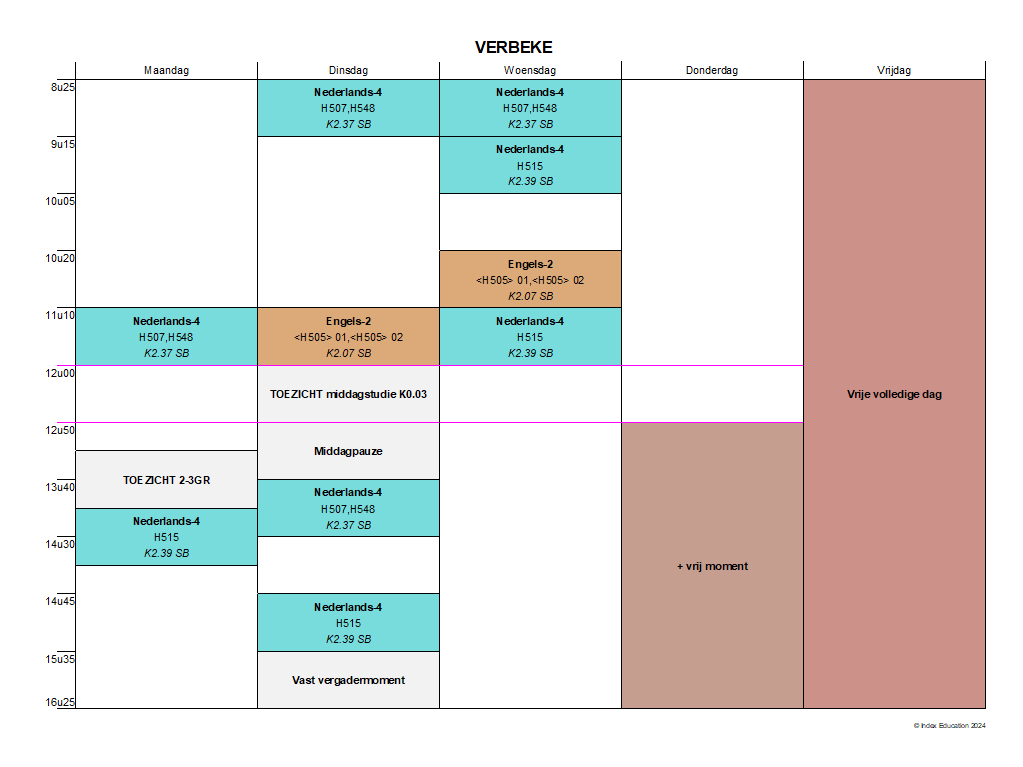 VERBEKE
Maandag
Dinsdag
Woensdag
Donderdag
Vrijdag
8u25
9u15
10u05
10u20
11u10
12u00
12u50
13u40
14u30
14u45
15u35
16u25
Nederlands-4
H507,H548
K2.37 SB
TOEZICHT 2-3GR
Nederlands-4
H515
K2.39 SB
Nederlands-4
H507,H548
K2.37 SB
Engels-2
<H505> 01,<H505> 02
K2.07 SB
TOEZICHT middagstudie K0.03
Middagpauze
Nederlands-4
H507,H548
K2.37 SB
Nederlands-4
H515
K2.39 SB
Vast vergadermoment
Nederlands-4
H507,H548
K2.37 SB
Nederlands-4
H515
K2.39 SB
Engels-2
<H505> 01,<H505> 02
K2.07 SB
Nederlands-4
H515
K2.39 SB
+ vrij moment
Vrije volledige dag
© Index Education 2024